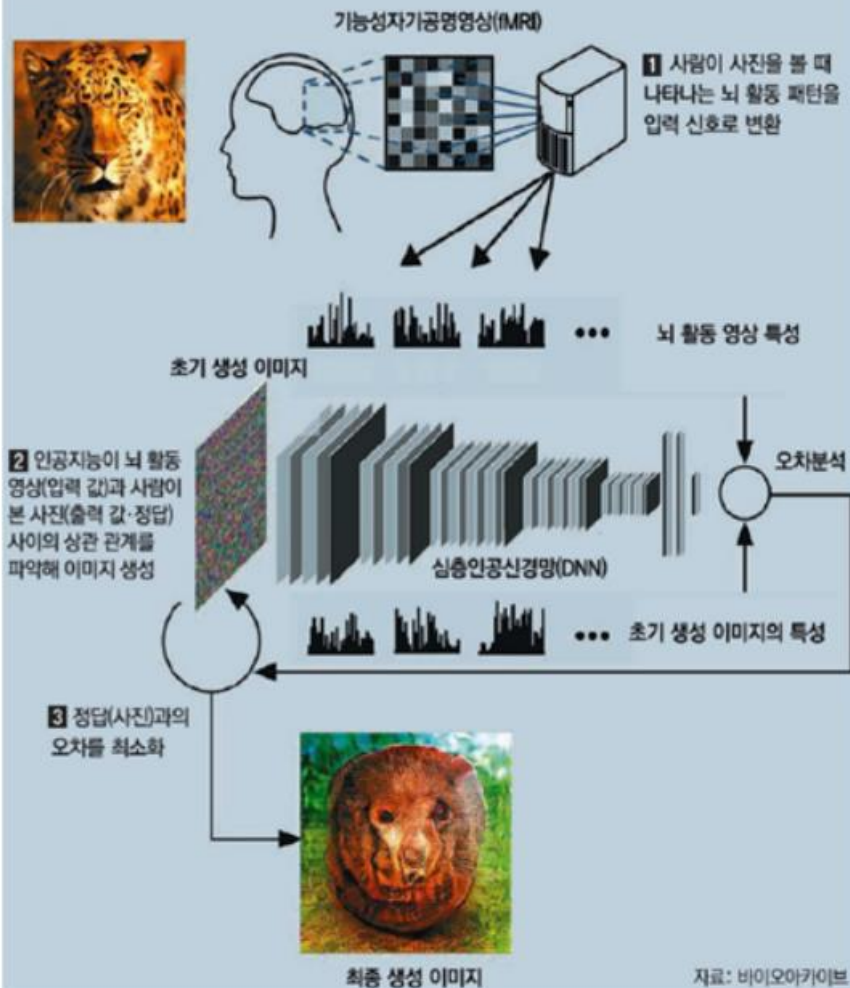 기능성자기공명영상(fMRI)
1 사람이 사진을 볼 때
나타나는 뇌 활동 패턴을
입력 신호로 변환
뇌 활동 영상 특성
초기 생성 이미지
2 인공지능이 뇌 활동
영상(입력 값)과 사람이
본 사진(출력 값·정답)
사이의 상관 관계를
파악해 이미지 생성
오차분석
심층인공신경망(DNN)
초기 생성 이미지의 특성
3 정답(사진)과의
오차를 최소화
최종 생성 이미지
자료: 바이오아카이브